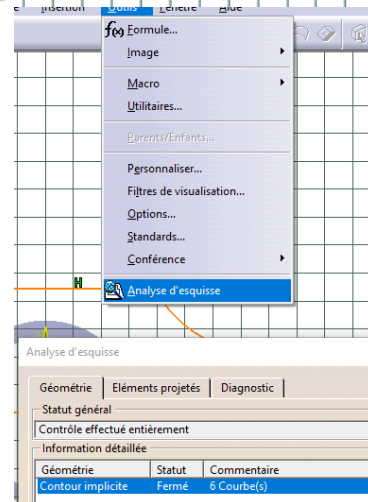 Insertion Outils Fenêtre Aide
f(x) Formule...
Image
Macro
Utilitaires...
Parents/Enfants...
Personnaliser...
Filtres de visualisation...
Options...
Standards...
Conférence
Analyse d'esquisse
H
Analyse d'esquisse
Géométrie Eléments projetés Diagnostic
Statut général
Contrôle effectué entièrement
Information détaillée
Géométrie Statut Commentaire
Contour implicite Fermé 6 Courbe(s)